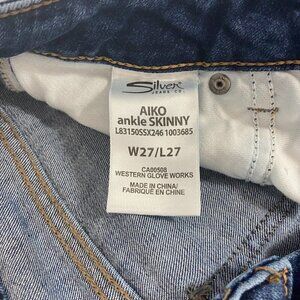 Silver
JEANS CO.
AIKO
ankle SKINNY
L83150SSX246 1003685
W27/L27
CA00508
WESTERN GLOVE WORKS
MADE IN CHINA/
FABRIQUÉ EN CHINE